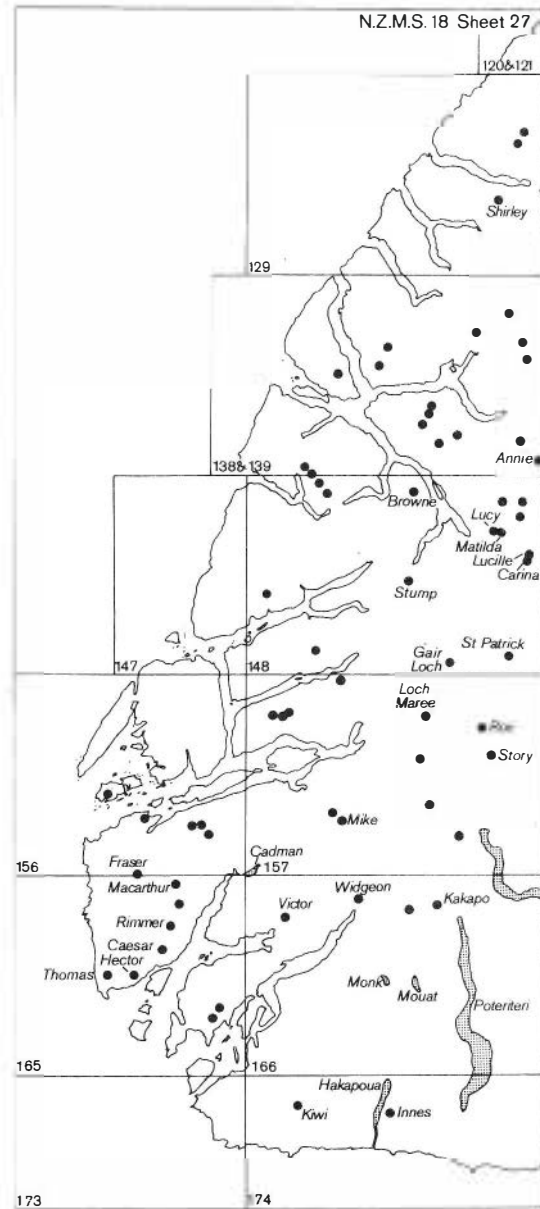 N.Z.M.S. 18 Sheet 27
120&121
Shirley
129
Annie
138&139
Browne
Lucy
Matilda
Lucille
Carina
Stump
St Patrick
Gair
Loch
147
148
Loch
Maree
Roe
Story
Mike
Cadman
Fraser
156
157
Macarthur
Widgeon
Kakapo
Victor
Rimmer
Caesar
Hector
Thomas
Monk
Mouat
Poteriteri
165
166
Hakapoua
Kiwi
Innes
173
174